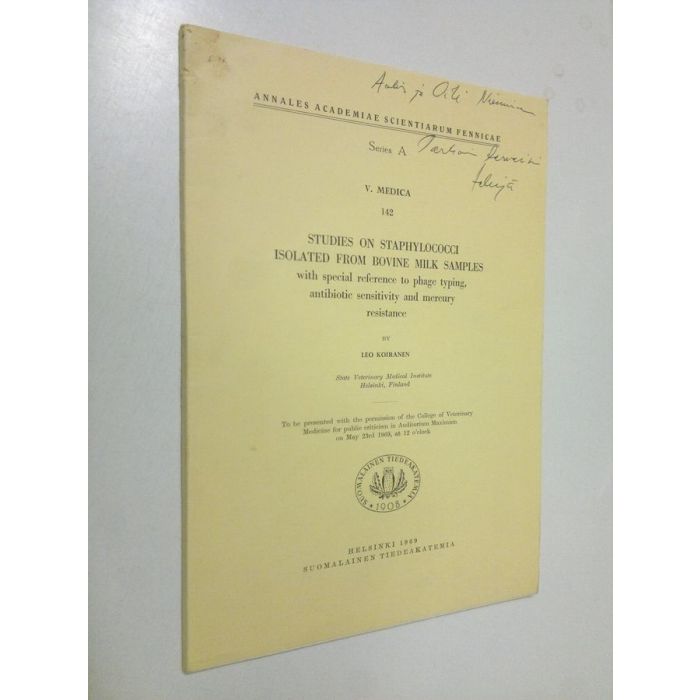 ANNALES ACADEMIAE SCIENTIARUM FENNICAE
Series A
V. MEDICA
142
STUDIES ON STAPHYLOCOCCI
ISOLATED FROM BOVINE MILK SAMPLES
with special reference to phage typing,
antibiotic sensitivity and mercury
resistance
BY
LEO KOIRANEN
State Veterinary Medical Institute
Helsinki, Finland
To be presented with the permission of the College of Veterinary
Medicine for public criticism in Auditorium Maximum
on May 23rd 1969, at 12 o'clock
SUOMALAINEN TIEDEAKATEMIA
1908
HELSINKI 1969
SUOMALAINEN TIEDEAKATEMIA